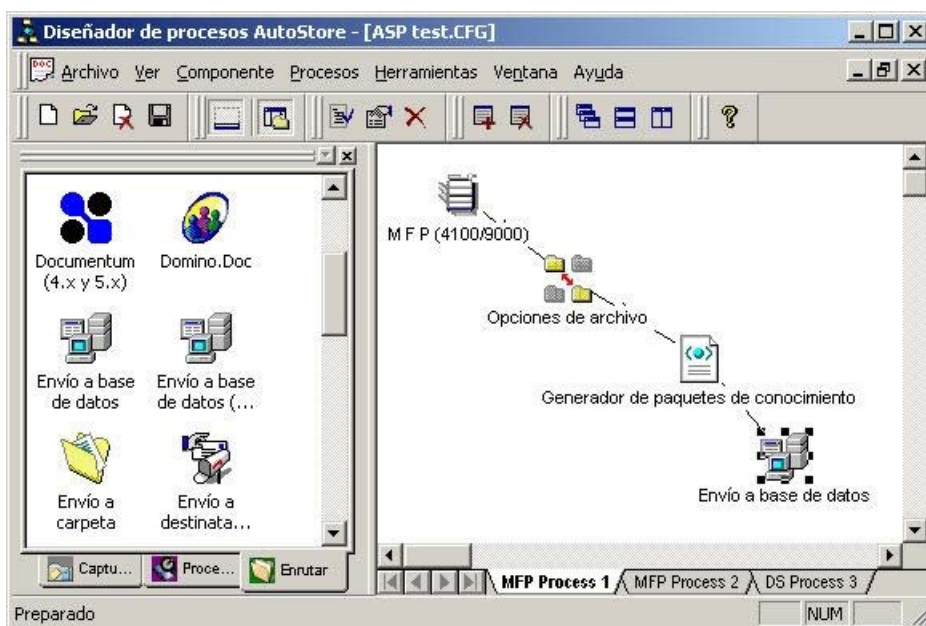 Diseñador de procesos AutoStore - [ASP test.CFG]
DOC
Archivo Ver Componente Procesos Herramientas Ventana Ayuda
Documentum
(4.x y 5.x)
Domino.Doc
Envío a base
de datos
Envío a base
de datos (...
Envío a
carpeta
Envío a
destinata...
Captu...
Proce...
Enrutar
M F P (4100/9000)
Opciones de archivo
Generador de paquetes de conocimiento
Envío a base de datos
MFP Process 1
MFP Process 2
DS Process 3
Preparado
NUM